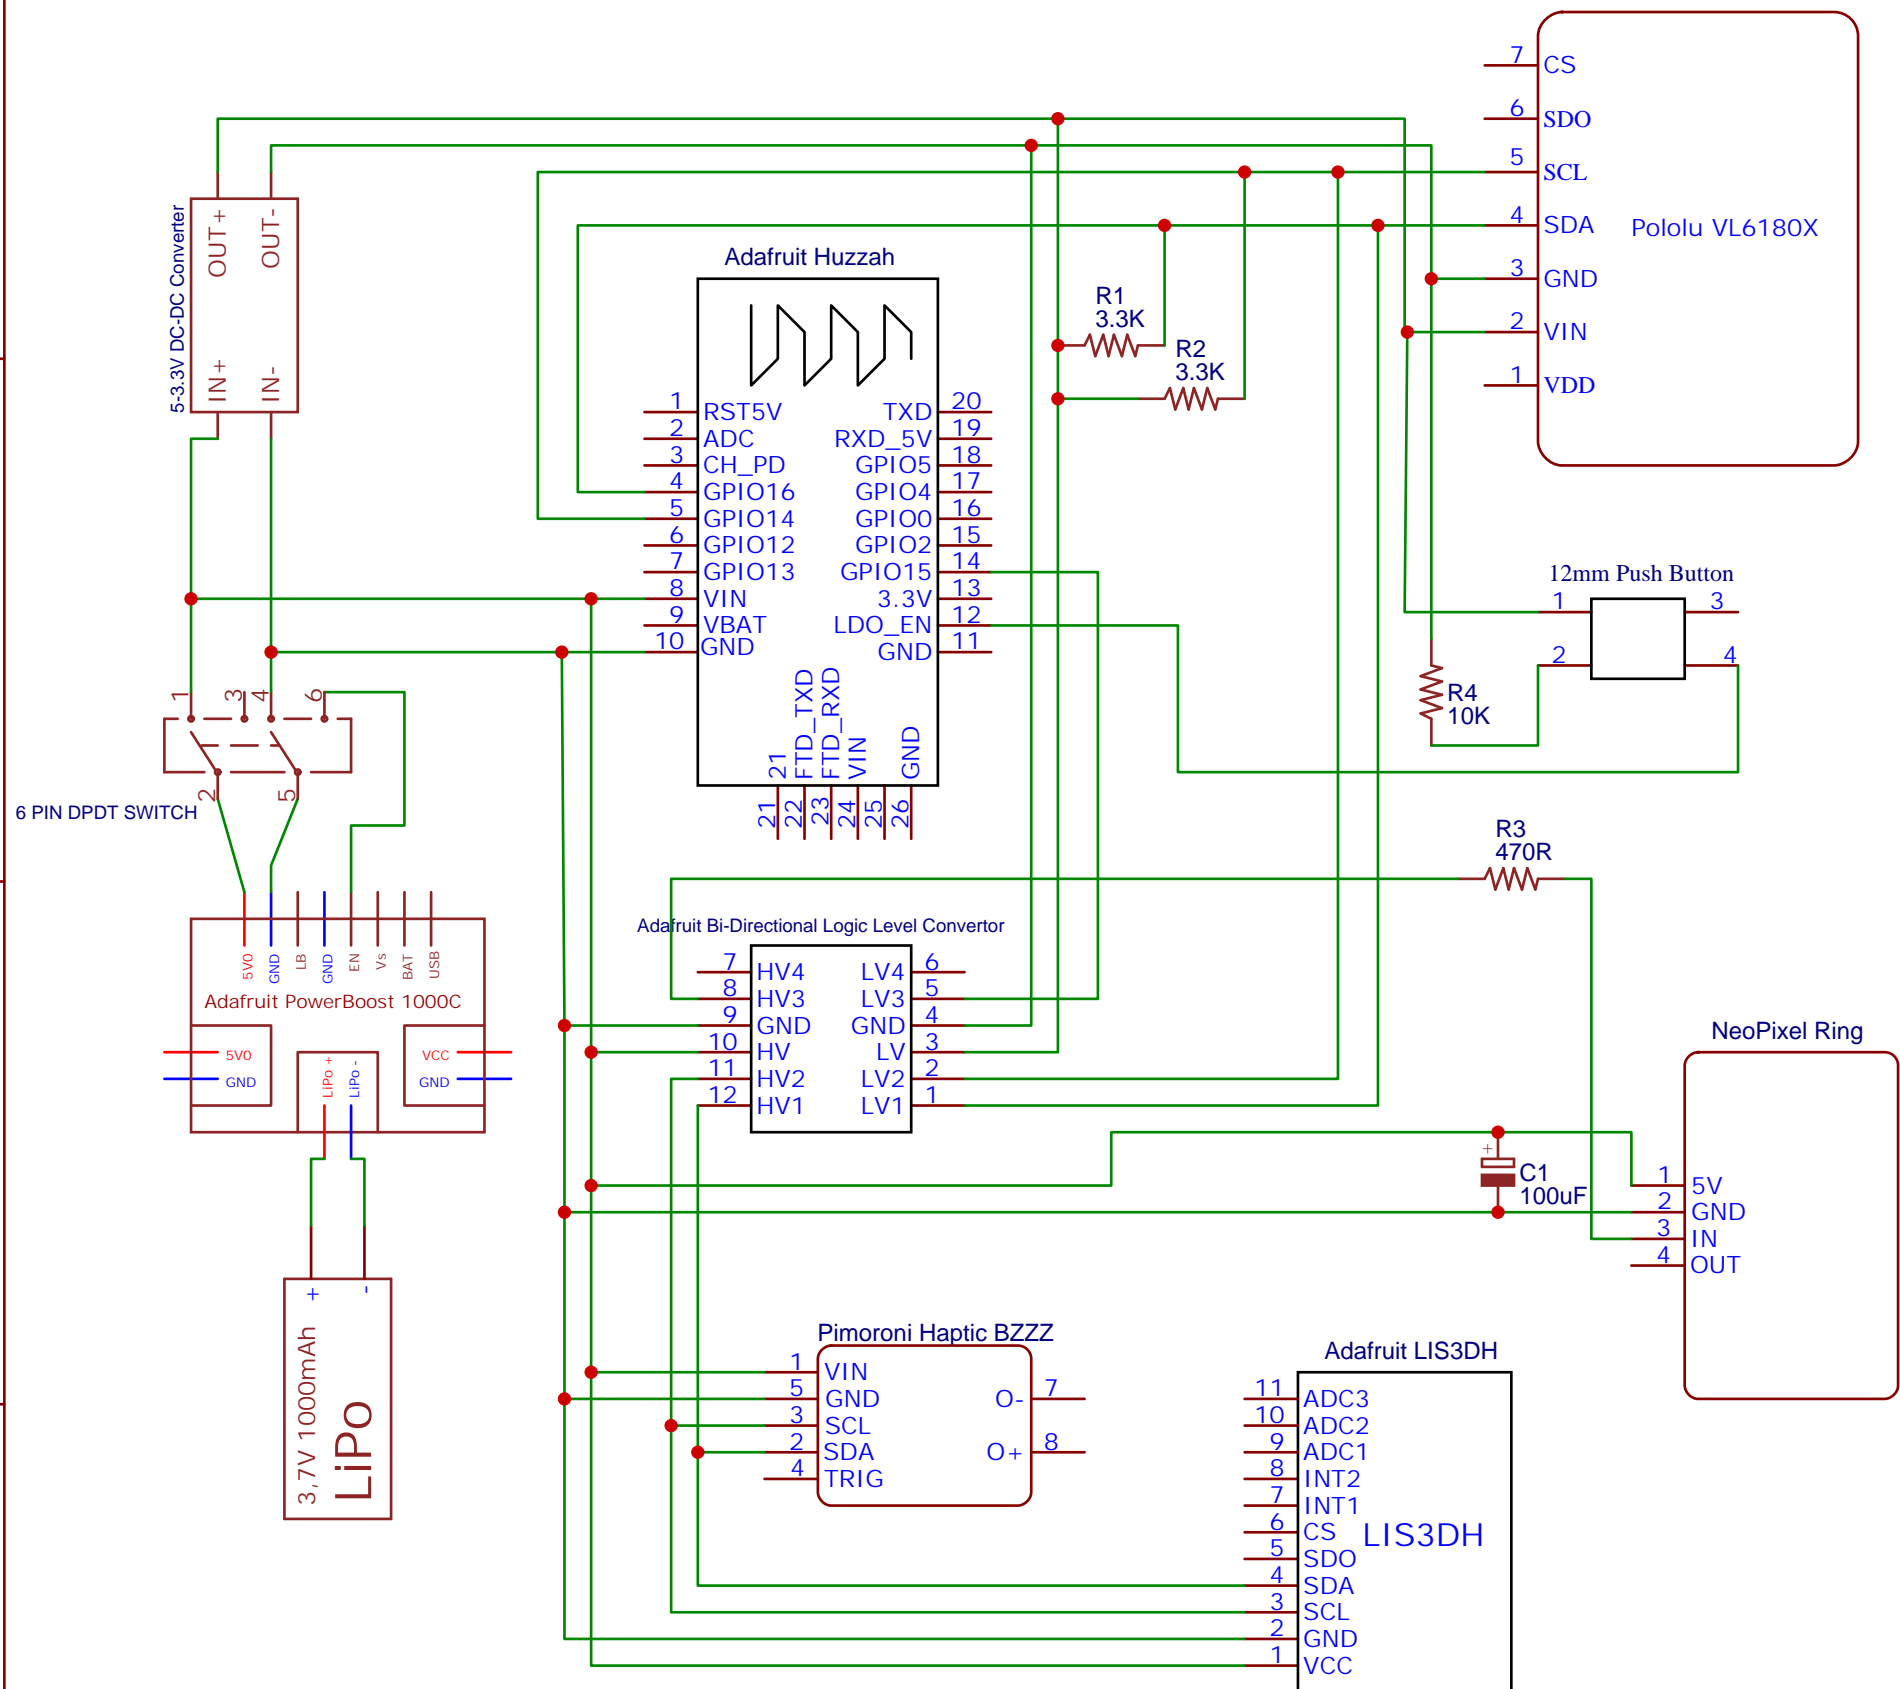 7 CS
6 SDO
5 SCL
4 SDA
3 GND
2 VIN
1 VDD
Pololu VL6180X
5-3.3V DC-DC Converter
OUT+
OUT-
IN+
IN-
Adafruit Huzzah
1 RST5V
2 ADC
3 CH_PD
4 GPIO16
5 GPIO14
6 GPIO12
7 GPIO13
8 VIN
9 VBAT
10 GND
TXD 20
RXD_5V 19
GPIO5 18
GPIO4 17
GPIO0 16
GPIO2 15
GPIO15 14
3.3V 13
LDO_EN 12
GND 11
21 21
FTD_TXD 22
FTD_RXD 23
VIN 24
25
GND 26
R1
3.3K
R2
3.3K
12mm Push Button
1
3
2
4
R4
10K
1
3
4
6
2
5
6 PIN DPDT SWITCH
R3
470R
5V0
GND
LB
GND
EN
Vs
BAT
USB
Adafruit PowerBoost 1000C
5V0
GND
LiPo +
LiPo -
VCC
GND
Adafruit Bi-Directional Logic Level Convertor
7 HV4
8 HV3
9 GND
10 HV
11 HV2
12 HV1
LV4 6
LV3 5
GND 4
LV 3
LV2 2
LV1 1
NeoPixel Ring
1 5V
2 GND
3 IN
4 OUT
+
C1
100uF
+
-
3,7V 1000mAh
LiPO
Pimoroni Haptic BZZZ
1 VIN
5 GND
3 SCL
2 SDA
4 TRIG
O- 7
O+ 8
Adafruit LIS3DH
11 ADC3
10 ADC2
9 ADC1
8 INT2
7 INT1
6 CS
5 SDO
4 SDA
3 SCL
2 GND
1 VCC
LIS3DH